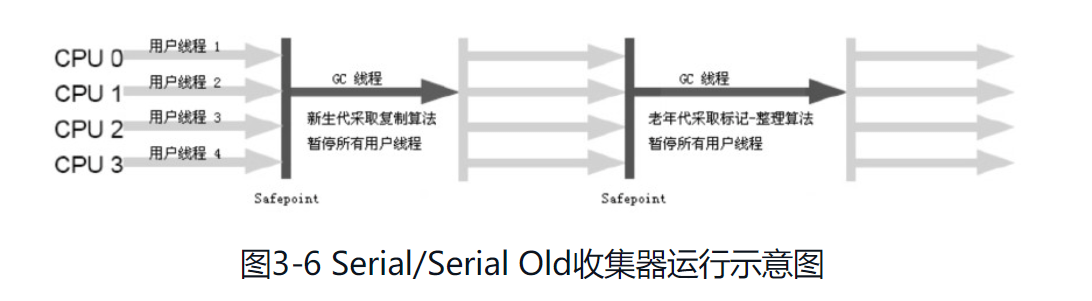 CPU 0
用户线程 1
CPU 1
用户线程 2
CPU 2
用户线程 3
CPU 3
用户线程 4
GC 线程
新生代采取复制算法
暂停所有用户线程
Safepoint
GC 线程
老年代采取标记-整理算法
暂停所有用户线程
Safepoint
图3-6 Serial/Serial Old收集器运行示意图